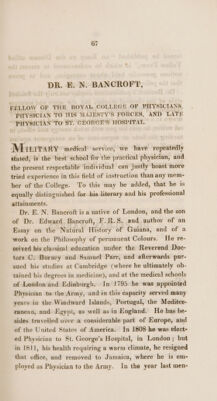 67
DR. E. N. BANCROFT,
FELLOW OF THE ROYAL COLLEGE OF PHYSICIANS,
PHYSICIAN TO HIS MAJESTY'S FORCES, AND LATE
PHYSICIAN TO ST. GEORGE'S HOSPITAL.
MILITARY medical service, we have repeatedly
stated, is the best school for the practical physician, and
the present respectable individual can justly boast more
tried experience in this field of instruction than any mem-
ber of the College. To this may be added, that he is
equally distinguished for his literary and his professional
attainments.
Dr. E. N. Bancroft is a native of London, and the son
of Dr. Edward Bancroft, F.R.S. and author of an
Essay on the Natural History of Guiana, and of a
work on the Philosophy of permanent Colours. He re-
ceived his classical education under the Reverend Doc-
tors C. Burney and Samuel Parr, and afterwards pur-
sued his studies at Cambridge (where he ultimately ob-
tained his degrees in medicine), and at the medical schools
of London and Edinburgh. In 1795 he was appointed
Physician to the Army, and in this capacity served many
years in the Windward Islands, Portugal, the Mediter-
ranean, and Egypt, as well as in England. He has be-
sides travelled over a considerable part of Europe, and
of the United States of America. In 1808 he was elect-
ed Physician to St. George's Hospital, in London; but
in 1811, his health requiring a warm climate, he resigned
that office, and removed to Jamaica, where he is em-
ployed as Physician to the Army. In the year last men-